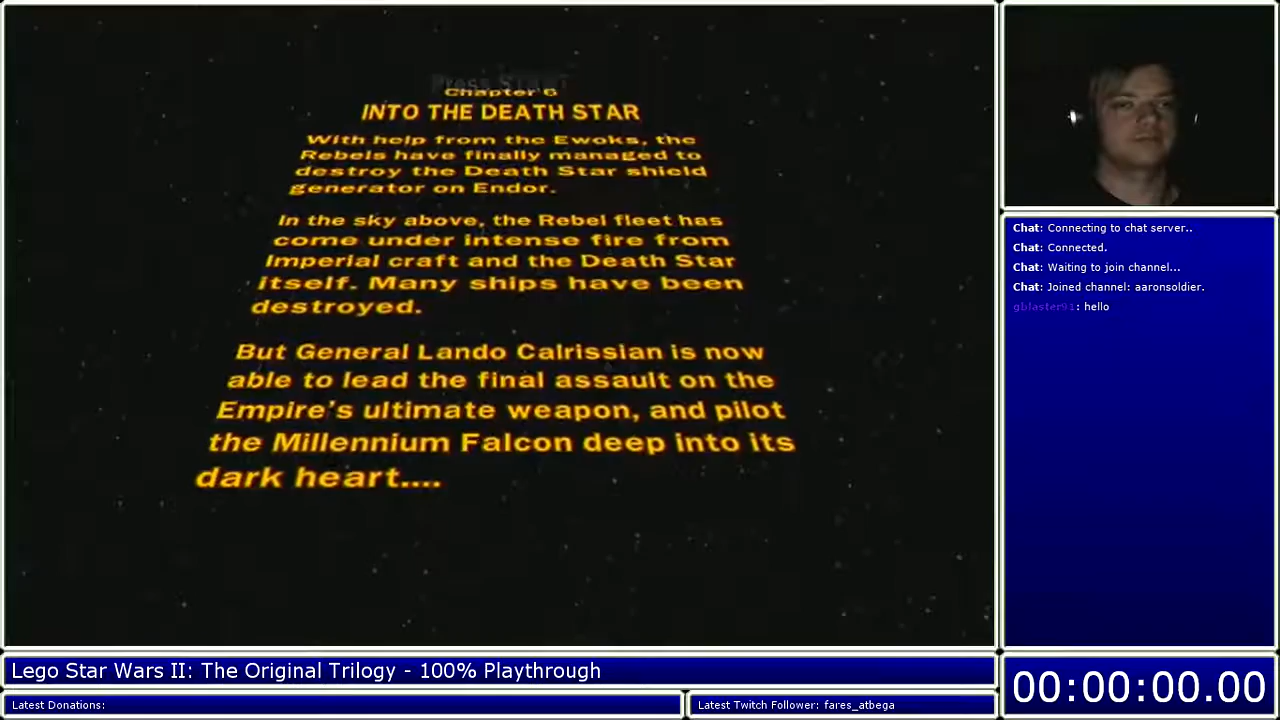 Press START
Chapter 6
INTO THE DEATH STAR
With help from the Ewoks, the
Rebels have finally managed to
destroy the Death Star shield
generator on Endor.
In the sky above, the Rebel fleet has
come under intense fire from
Imperial craft and the Death Star
itself. Many ships have been
destroyed.
But General Lando Calrissian is now
able to lead the final assault on the
Empire's ultimate weapon, and pilot
the Millennium Falcon deep into its
dark heart....
Chat: Connecting to chat server..
Chat: Connected.
Chat: Waiting to join channel...
Chat: Joined channel: aaronsoldier.
gblaster91: hello
Lego Star Wars II: The Original Trilogy - 100% Playthrough
00:00:00.00
Latest Donations:
Latest Twitch Follower: fares_atbega